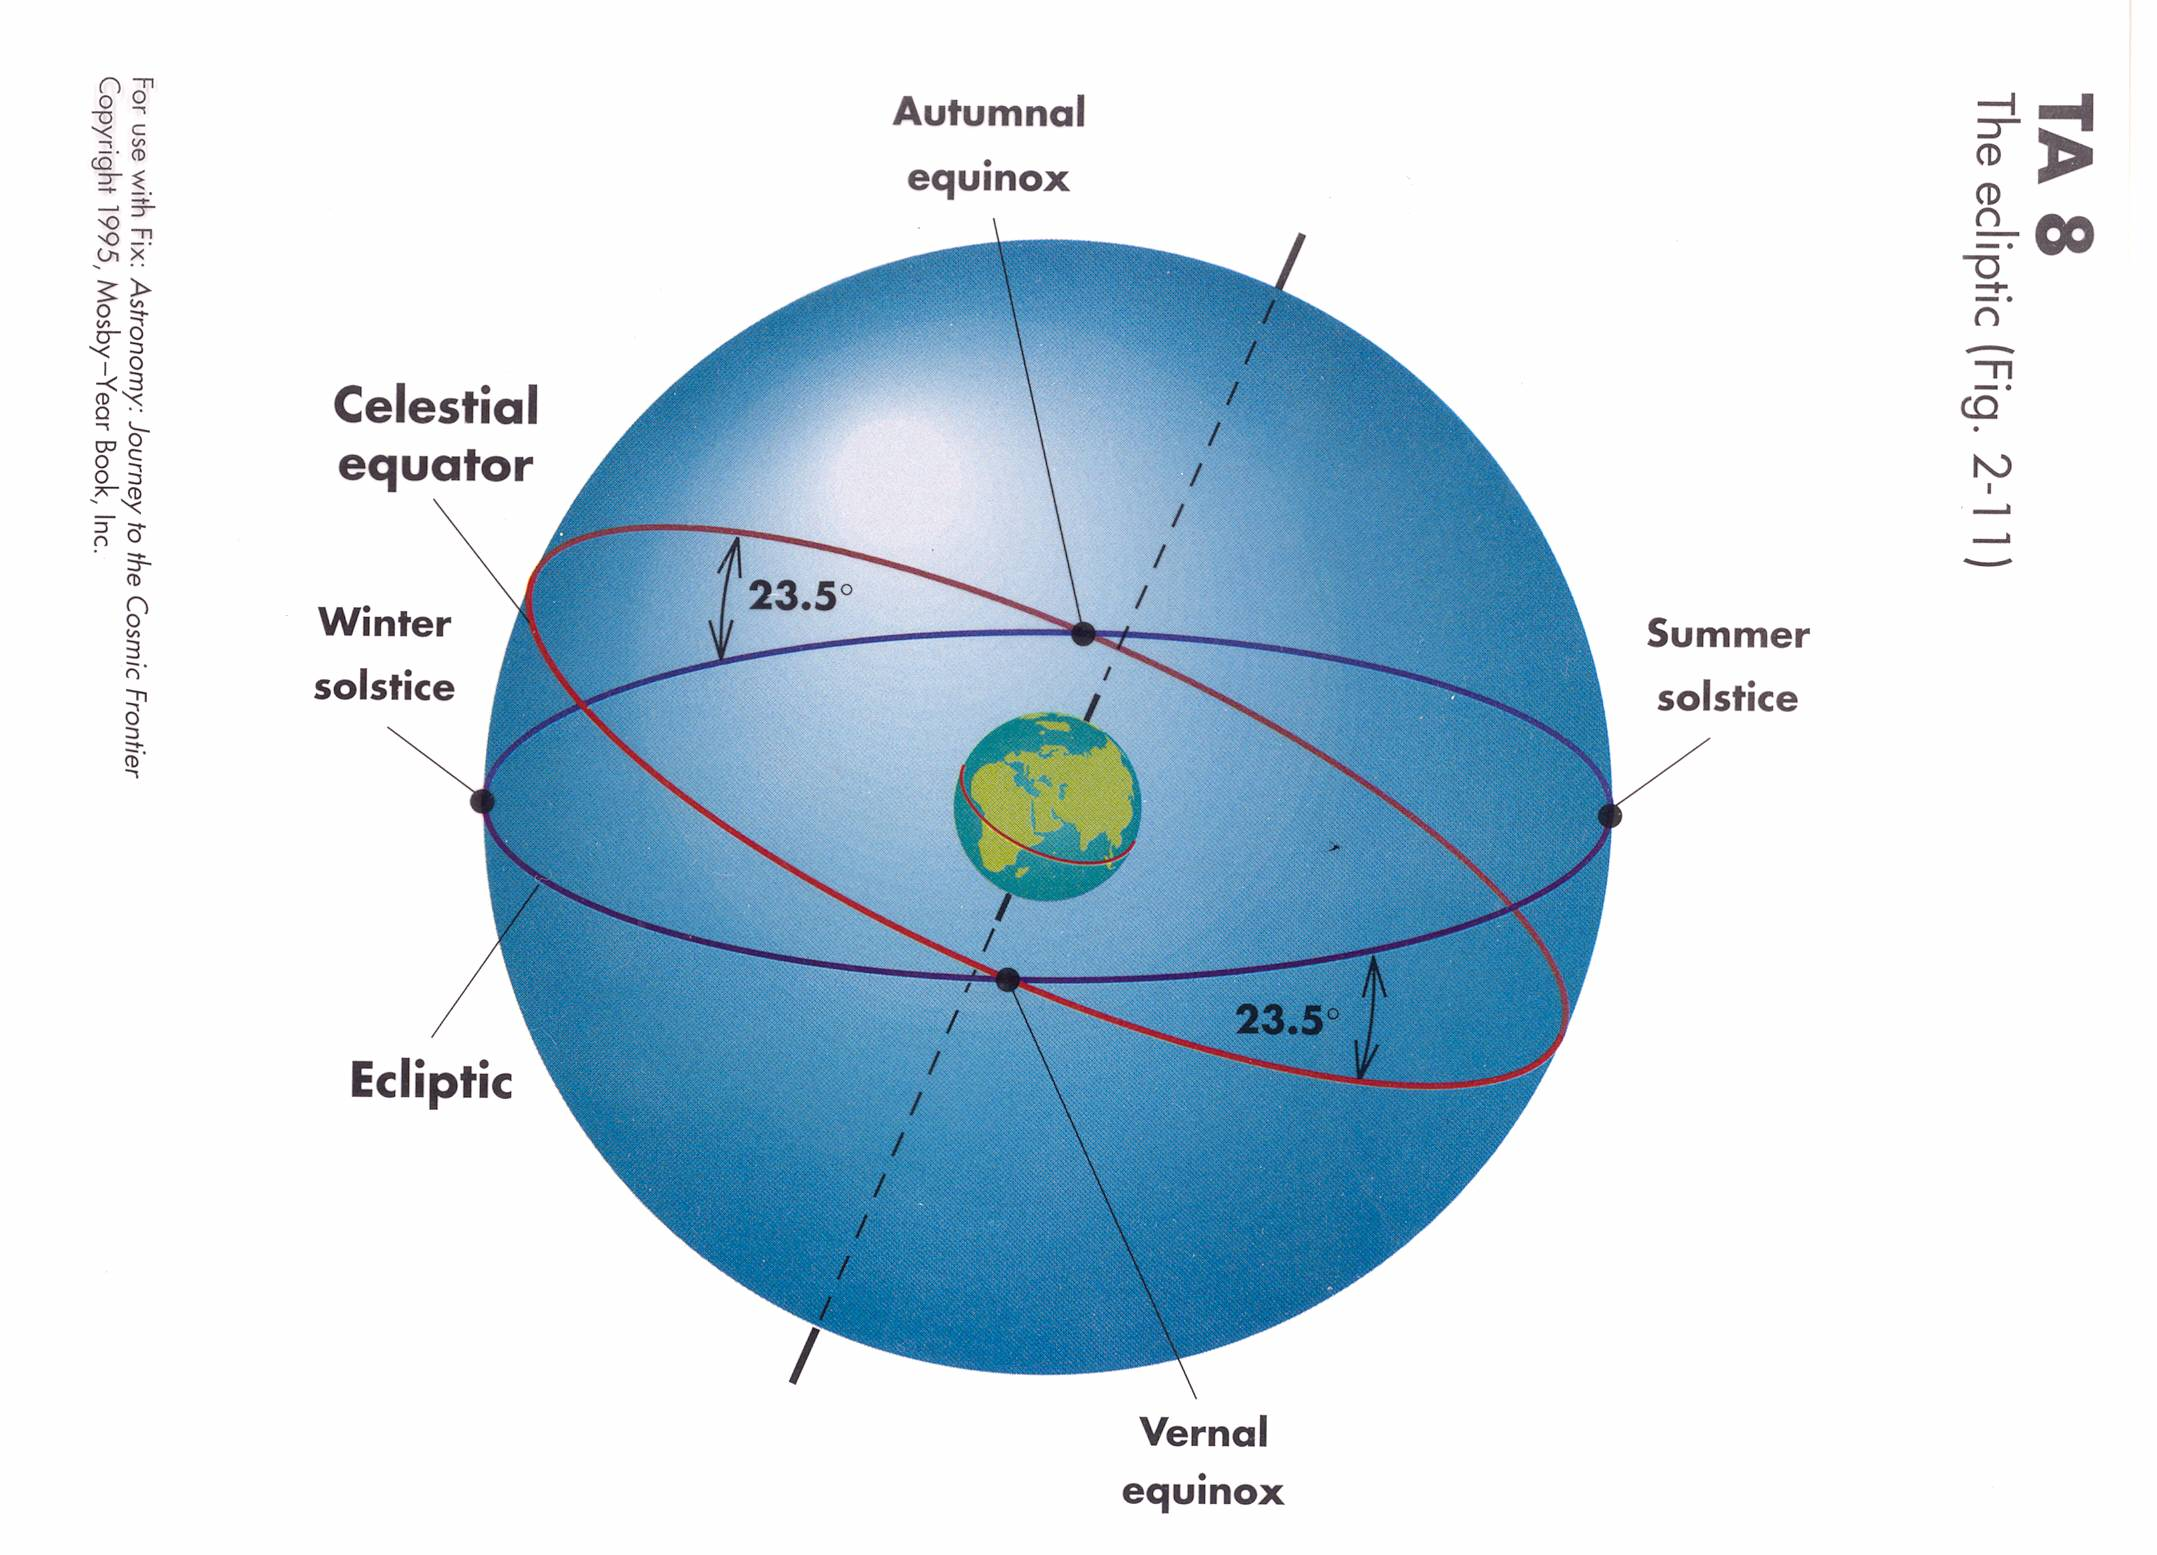 TA 8
The ecliptic (Fig. 2-11)
Autumnal
equinox
Celestial
equator
23.5°
Winter
solstice
Summer
solstice
23.5°
Ecliptic
Vernal
equinox
For use with Fix: Astronomy: Journey to the Cosmic Frontier
Copyright 1995, Mosby–Year Book, Inc.